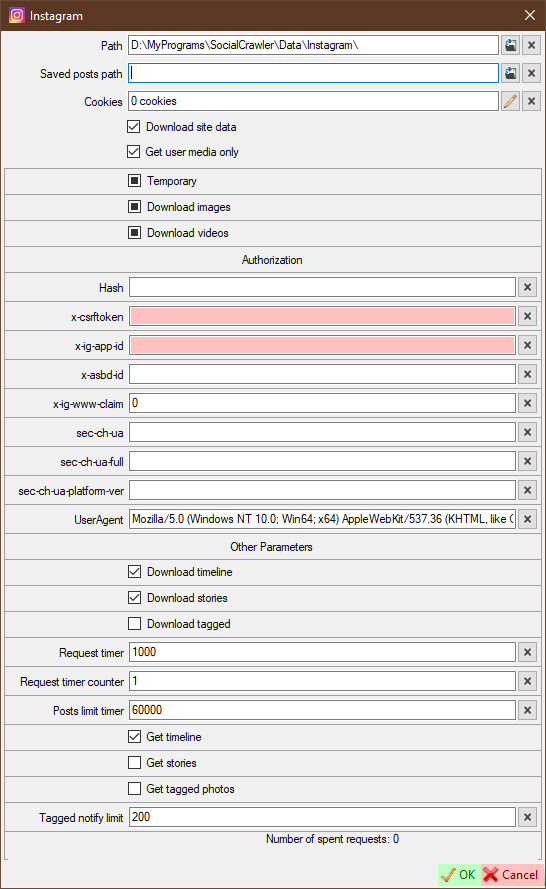 Instagram
Path D:\MyPrograms\SocialCrawler\Data\Instagram\
Saved posts path
Cookies 0 cookies
Download site data
Get user media only
Temporary
Download images
Download videos
Authorization
Hash
x-csrftoken
x-ig-app-id
x-asbd-id
x-ig-www-claim 0
sec-ch-ua
sec-ch-ua-full
sec-ch-ua-platform-ver
UserAgent Mozilla/5.0 (Windows NT 10.0; Win64; x64) AppleWebKit/537.36 (KHTML, like
Other Parameters
Download timeline
Download stories
Download tagged
Request timer 1000
Request timer counter 1
Posts limit timer 60000
Get timeline
Get stories
Get tagged photos
Tagged notify limit 200
Number of spent requests: 0
OK Cancel